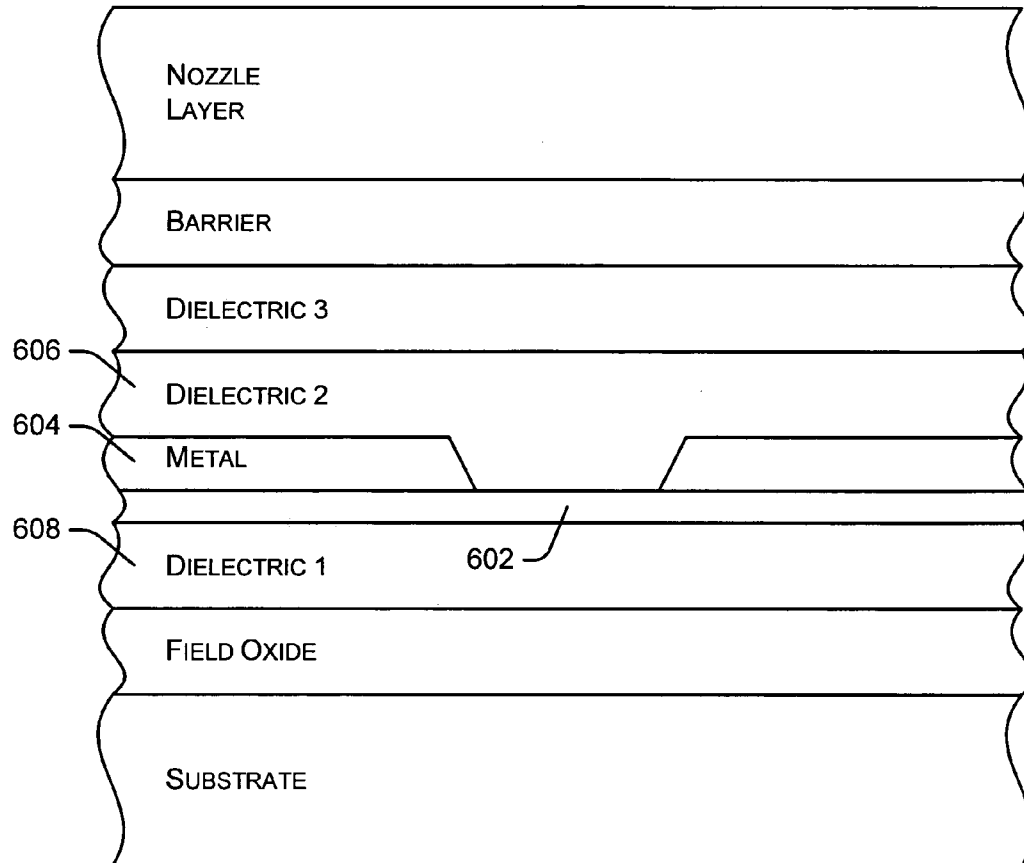 NOZZLE
LAYER
BARRIER
DIELECTRIC 3
606
DIELECTRIC 2
604
METAL
608
602
DIELECTRIC 1
FIELD OXIDE
SUBSTRATE